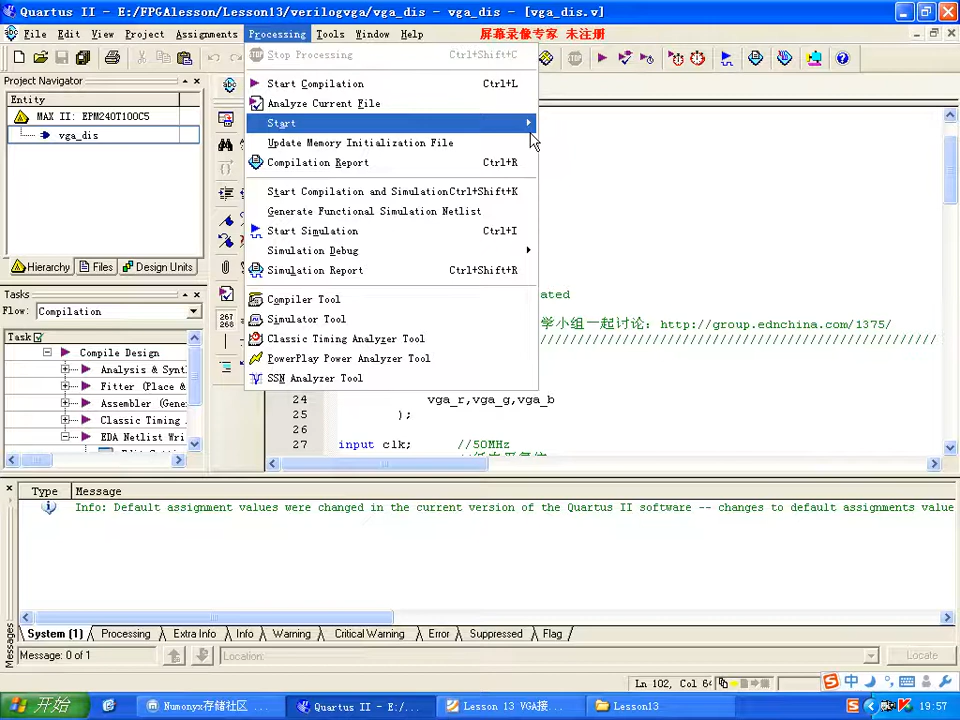 Quartus II - E:/FPGAlesson/Lesson13/verilogvga/vga_dis - vga_dis - [vga_dis.v]
File Edit View Project Assignments Processing Tools Window Help 屏幕录像专家 未注册
Project Navigator
Entity
MAX II: EPM240T100C5
vga_dis
Hierarchy Files Design Units
Tasks
Flow: Compilation
Task
Compile Design
Analysis & Synt
Fitter (Place &
Assembler (Gene
Classic Timing
EDA Netlist Wri
Stop Processing Ctrl+Shift+C
Start Compilation Ctrl+L
Analyze Current File
Start
Update Memory Initialization File
Compilation Report Ctrl+R
Start Compilation and Simulation Ctrl+Shift+K
Generate Functional Simulation Netlist
Start Simulation Ctrl+I
Simulation Debug
Simulation Report Ctrl+Shift+R
Compiler Tool
Simulator Tool
Classic Timing Analyzer Tool
PowerPlay Power Analyzer Tool
SSN Analyzer Tool
267
268
ated
学小组一起讨论：http://group.ednchina.com/1375/
///////////////////////////////////////////////
24 vga_r,vga_g,vga_b
25 );
26
27 input clk; //50MHz
Type Message
Info: Default assignment values were changed in the current version of the Quartus II software -- changes to default assignments value
System (1) Processing Extra Info Info Warning Critical Warning Error Suppressed Flag
Messages
Message: 0 of 1 Location: Locate
Ln 102, Col 64
中
开始 Numonyx存储社区 ... Quartus II - E:/... Lesson 13 VGA接... Lesson13 19:57